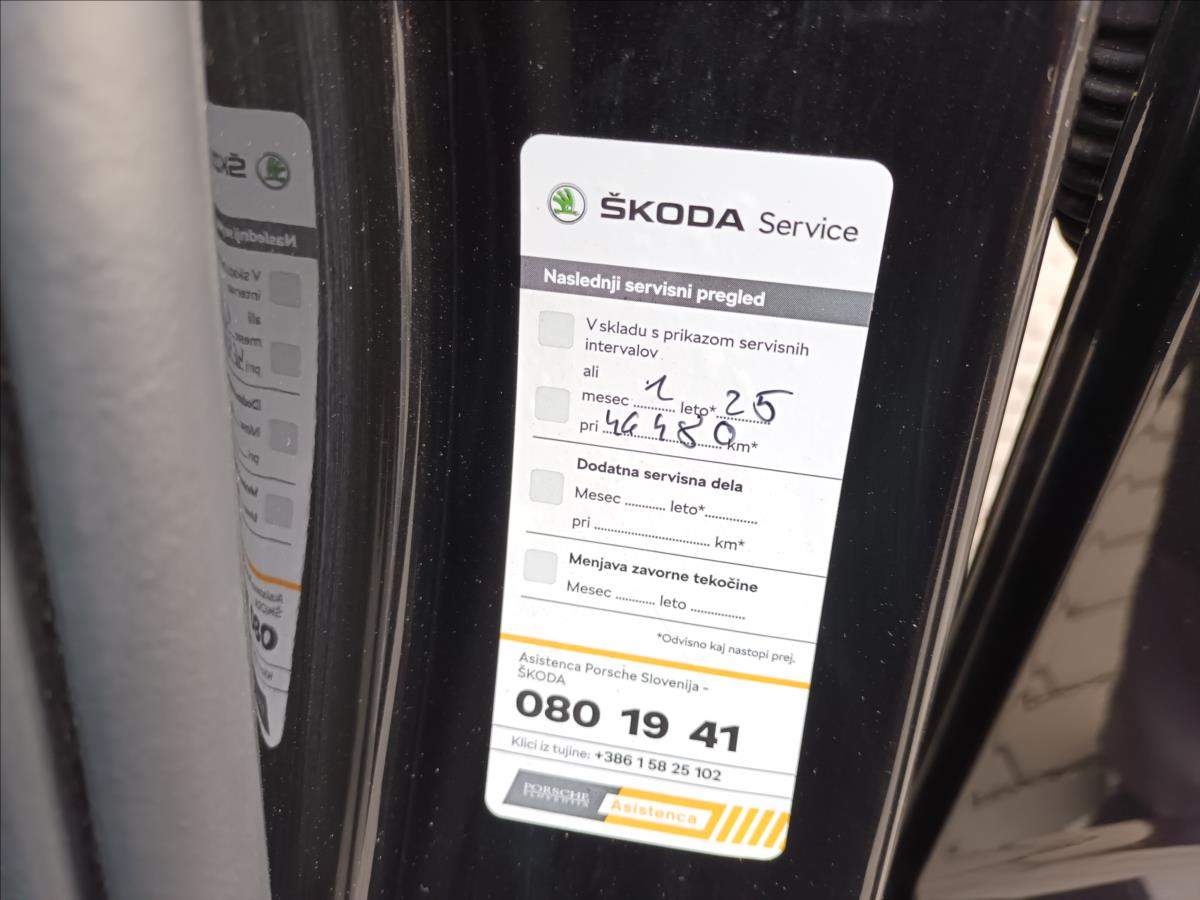 ŠKODA Service
Naslednji servisni pregled
V skladu s prikazom servisnih
intervalov
ali
mesec 1 leto* 25
pri 46480 km*
Dodatna servisna dela
Mesec ............ leto*...............
pri ................................. km*
Menjava zavorne tekočine
Mesec ............ leto ................
*Odvisno kaj nastopi prej.
Asistenca Porsche Slovenija -
ŠKODA
080 19 41
Klici iz tujine: +386 1 58 25 102
PORSCHE
SLOVENIJA
Asistenca